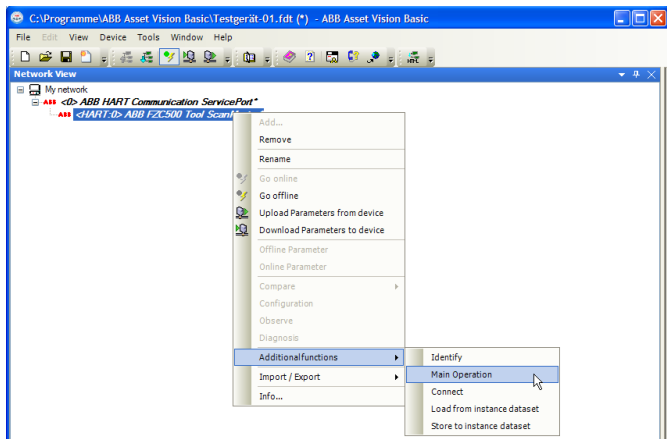 C:\Programme\ABB Asset Vision Basic\Testgerät-01.fdt (*) - ABB Asset Vision Basic
File Edit View Device Tools Window Help
Network View
My network
ABB <0> ABB HART Communication ServicePort*
ABB <HART:0> ABB FZC500 Tool Scan
Add...
Remove
Rename
Go online
Go offline
Upload Parameters from device
Download Parameters to device
Offline Parameter
Online Parameter
Compare
Configuration
Observe
Diagnosis
Additionalfunctions
Import / Export
Info...
Identify
Main Operation
Connect
Load from instance dataset
Store to instance dataset